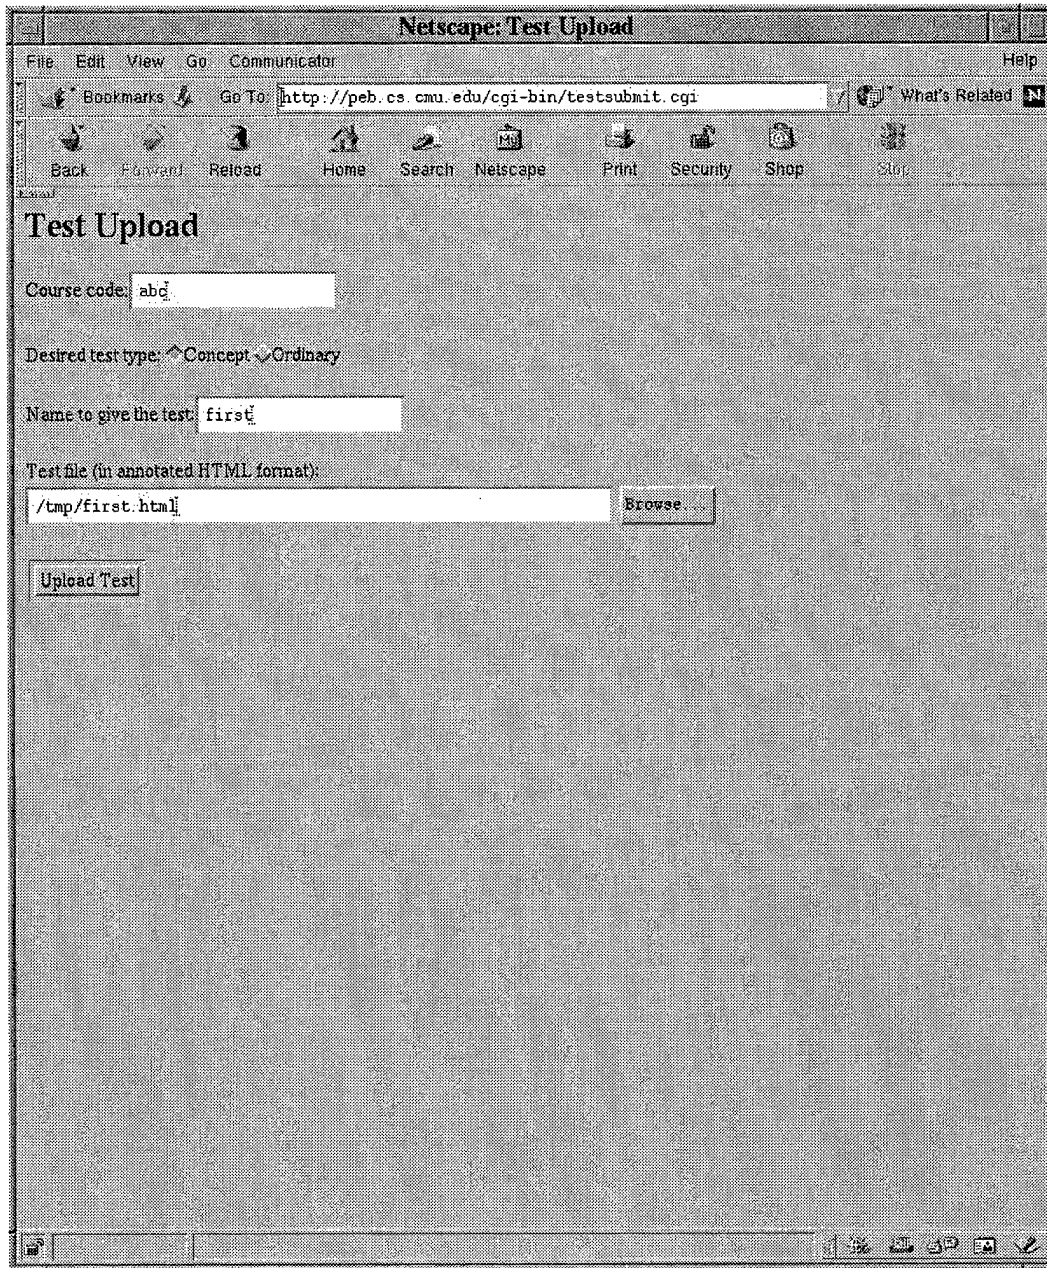 Netscape: Test Upload
File Edit View Go Communicator Help
Bookmarks Go To: http://peb.cs.cmu.edu/cgi-bin/testsubmit.cgi What's Related N
Back Forward Reload Home Search Netscape Print Security Shop Stop
Test Upload
Course code: abc
Desired test type: Concept Ordinary
Name to give the test: first
Test file (in annotated HTML format):
/tmp/first.html Browse...
Upload Test